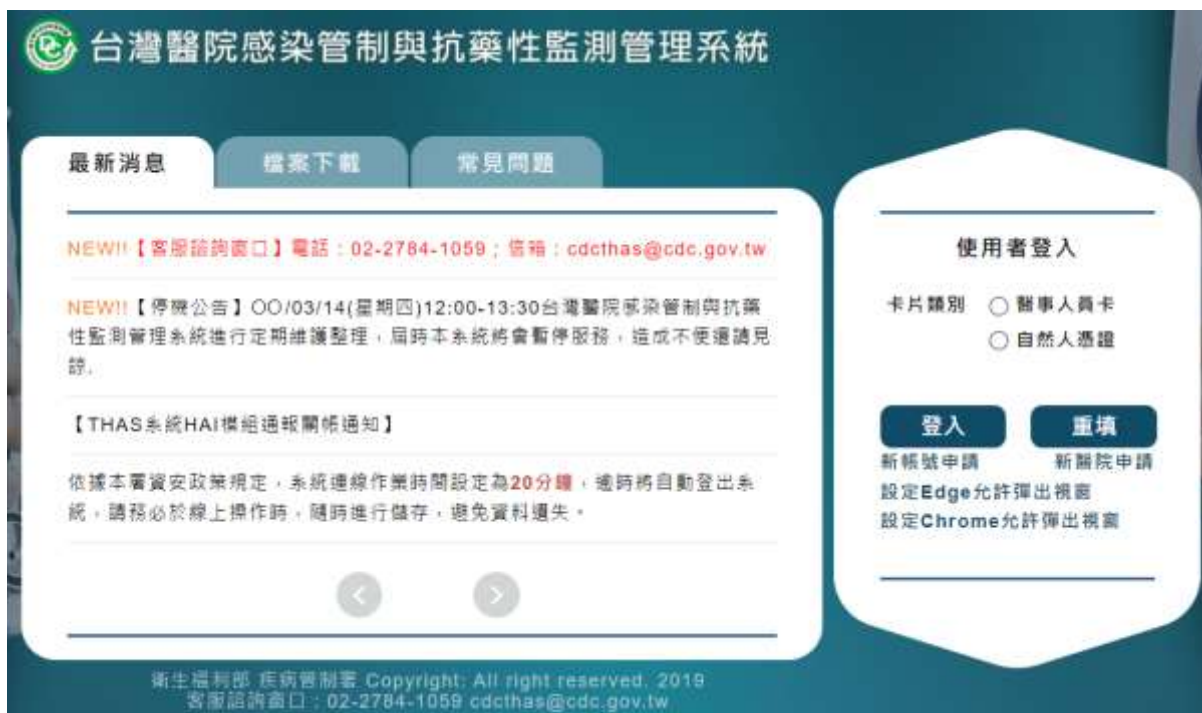 台灣醫院感染管制與抗藥性監測管理系統
最新消息
檔案下載
常見問題
NEW!!【客服諮詢窗口】電話：02-2784-1059；信箱：cdcthas@cdc.gov.tw
NEW!!【停機公告】OO/03/14(星期四)12:00-13:30台灣醫院感染管制與抗藥
性監測管理系統進行定期維護整理，屆時本系統將會暫停服務，造成不便還請見
諒.
【THAS系統HAI模組通報關帳通知】
依據本署資安政策規定，系統連線作業時間設定為20分鐘，逾時將自動登出系
統，請務必於線上操作時，隨時進行儲存，避免資料遺失。
使用者登入
卡片類別 醫事人員卡
自然人憑證
登入 重填
新帳號申請 新醫院申請
設定Edge允許彈出視窗
設定Chrome允許彈出視窗
衛生福利部 疾病管制署 Copyright: All right reserved. 2019
客服諮詢窗口：02-2784-1059 cdcthas@cdc.gov.tw